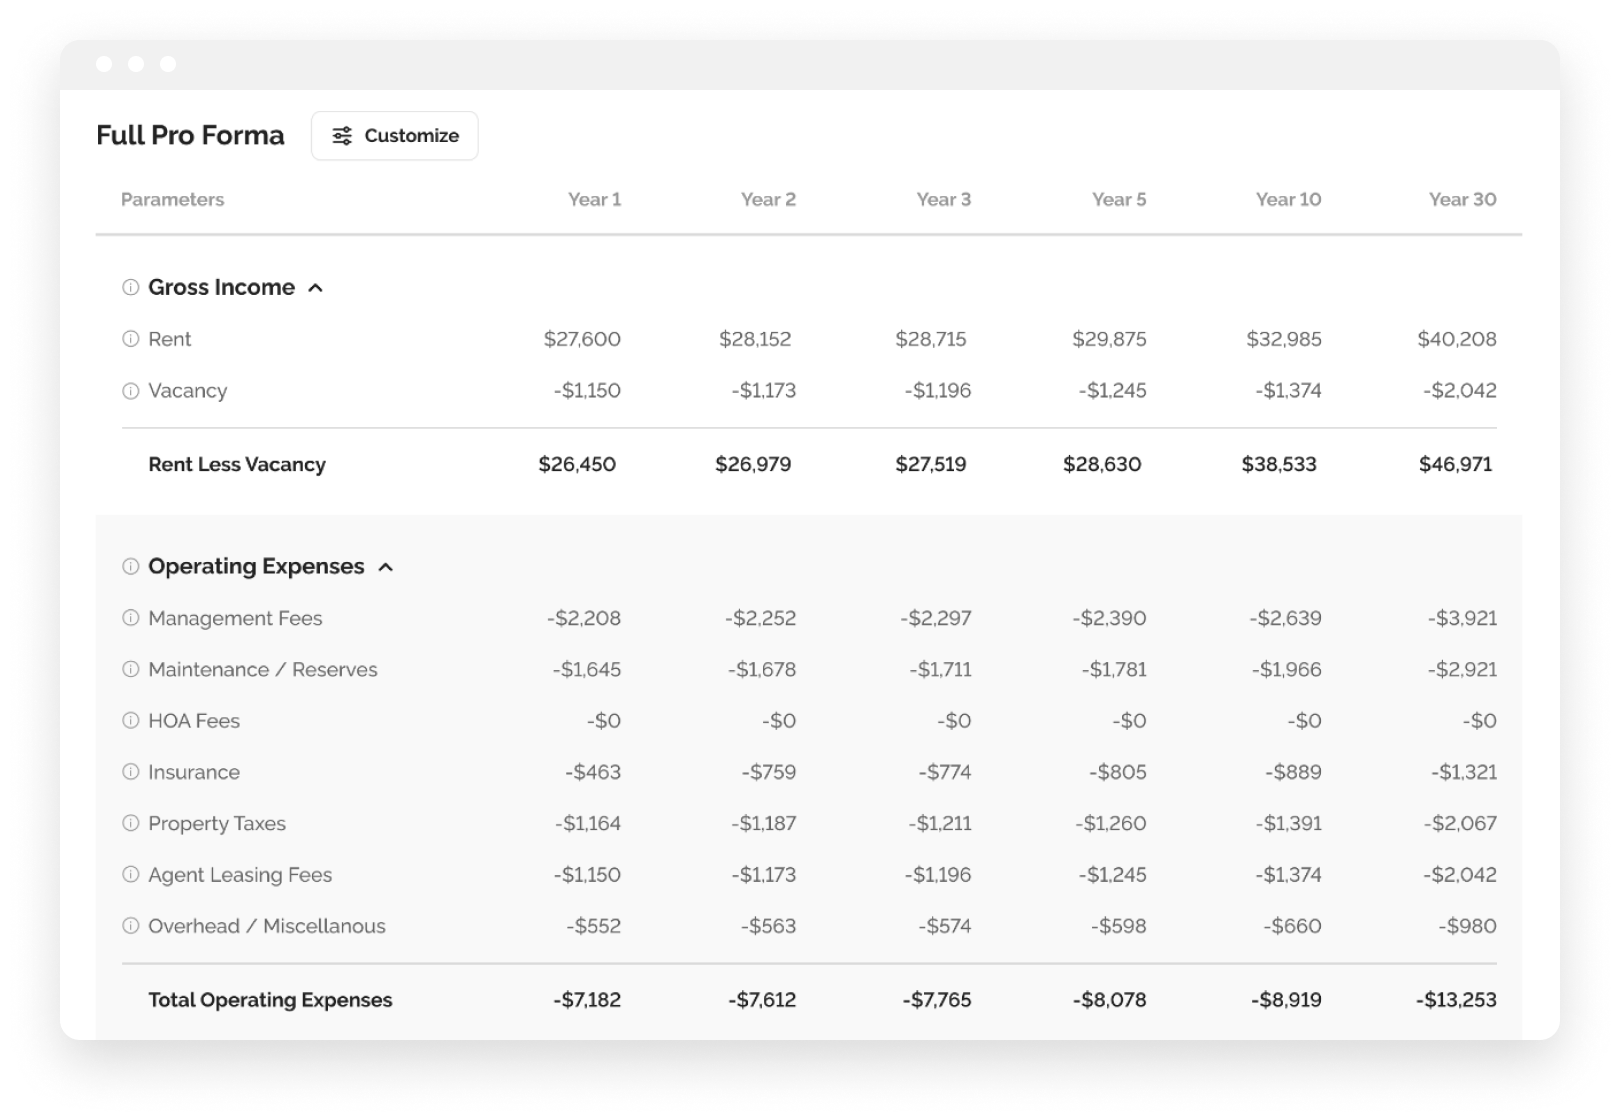 Full Pro Forma Customize
Parameters Year 1 Year 2 Year 3 Year 5 Year 10 Year 30
Gross Income
Rent $27,600 $28,152 $28,715 $29,875 $32,985 $40,208
Vacancy -$1,150 -$1,173 -$1,196 -$1,245 -$1,374 -$2,042
Rent Less Vacancy $26,450 $26,979 $27,519 $28,630 $38,533 $46,971
Operating Expenses
Management Fees -$2,208 -$2,252 -$2,297 -$2,390 -$2,639 -$3,921
Maintenance / Reserves -$1,645 -$1,678 -$1,711 -$1,781 -$1,966 -$2,921
HOA Fees -$0 -$0 -$0 -$0 -$0 -$0
Insurance -$463 -$759 -$774 -$805 -$889 -$1,321
Property Taxes -$1,164 -$1,187 -$1,211 -$1,260 -$1,391 -$2,067
Agent Leasing Fees -$1,150 -$1,173 -$1,196 -$1,245 -$1,374 -$2,042
Overhead / Miscellanous -$552 -$563 -$574 -$598 -$660 -$980
Total Operating Expenses -$7,182 -$7,612 -$7,765 -$8,078 -$8,919 -$13,253